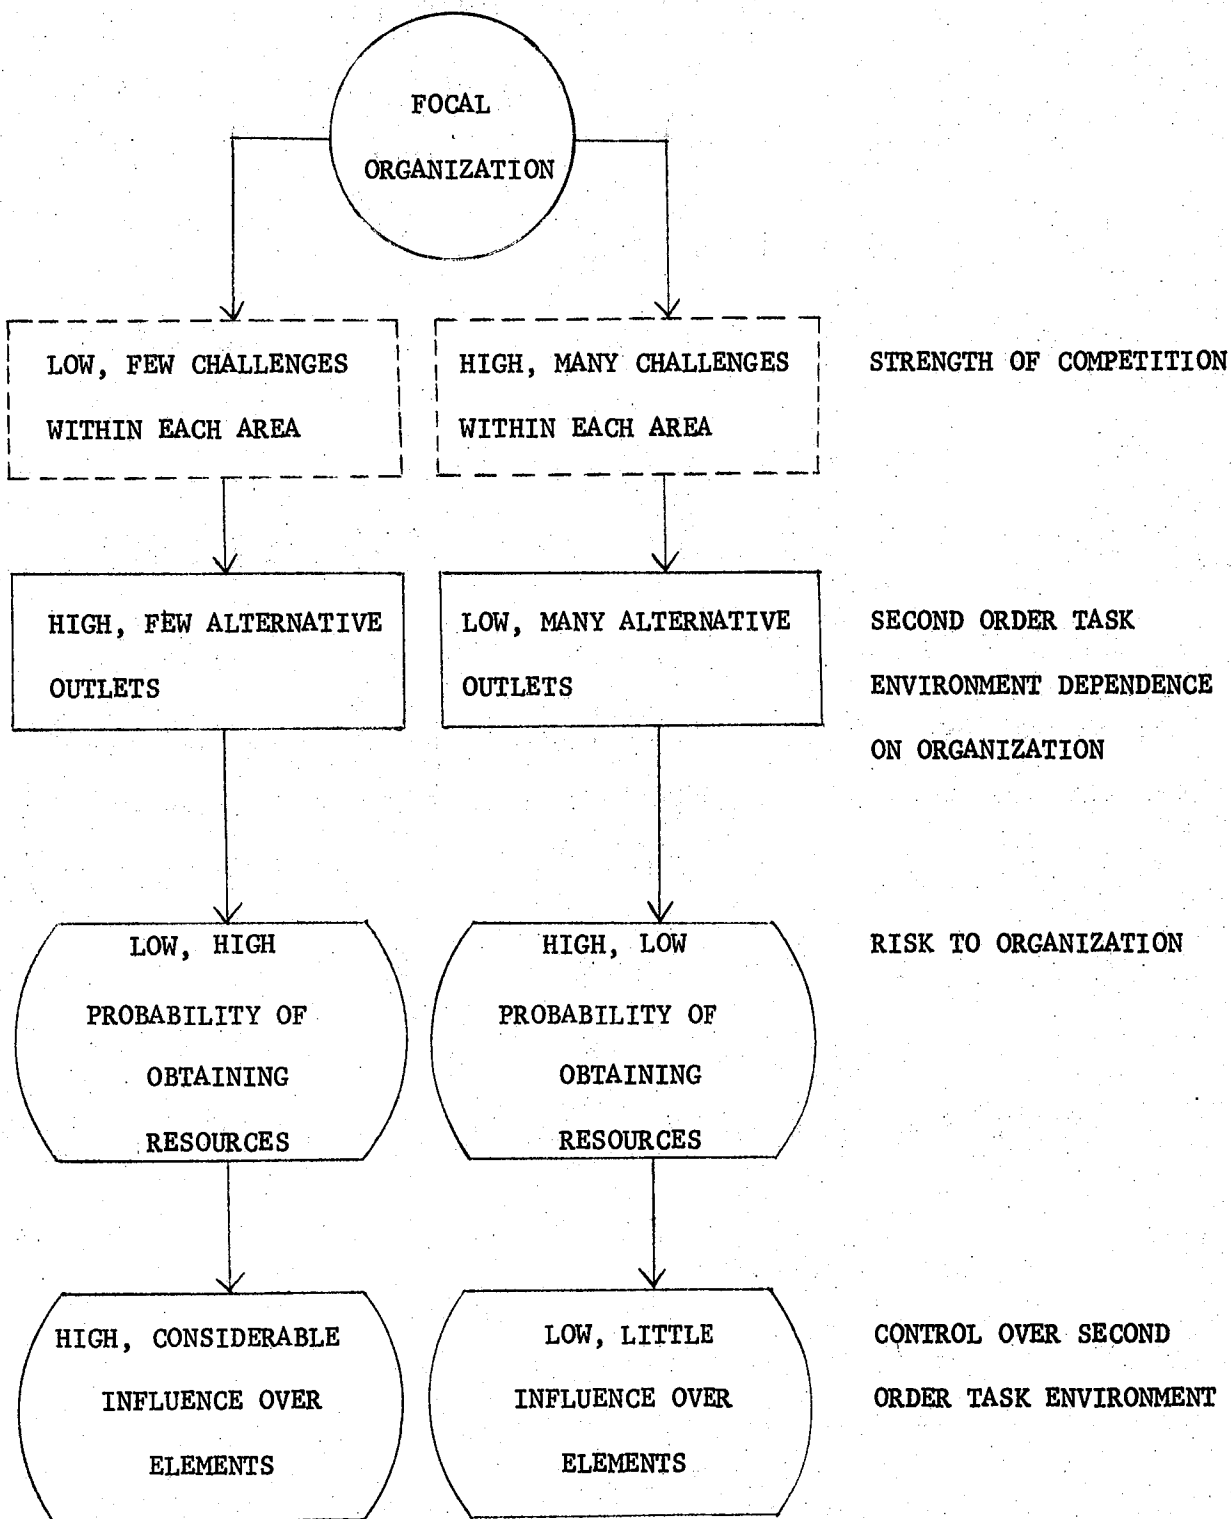 FOCAL
ORGANIZATION
LOW, FEW CHALLENGES
WITHIN EACH AREA
HIGH, MANY CHALLENGES
WITHIN EACH AREA
STRENGTH OF COMPETITION
HIGH, FEW ALTERNATIVE
OUTLETS
LOW, MANY ALTERNATIVE
OUTLETS
SECOND ORDER TASK
ENVIRONMENT DEPENDENCE
ON ORGANIZATION
LOW, HIGH
PROBABILITY OF
OBTAINING
RESOURCES
HIGH, LOW
PROBABILITY OF
OBTAINING
RESOURCES
RISK TO ORGANIZATION
HIGH, CONSIDERABLE
INFLUENCE OVER
ELEMENTS
LOW, LITTLE
INFLUENCE OVER
ELEMENTS
CONTROL OVER SECOND
ORDER TASK ENVIRONMENT